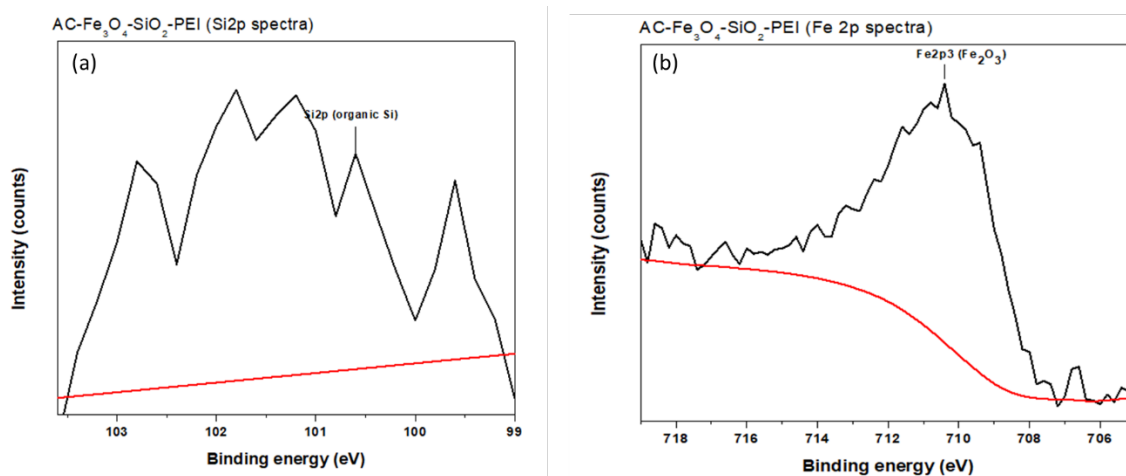 AC-Fe₃O₄-SiO₂-PEI (Si2p spectra)
(a)
Si2p (organic Si)
Intensity (counts)
103 102 101 100 99
Binding energy (eV)
AC-Fe₃O₄-SiO₂-PEI (Fe 2p spectra)
(b)
Fe2p3 (Fe₂O₃)
Intensity (counts)
718 716 714 712 710 708 706
Binding energy (eV)